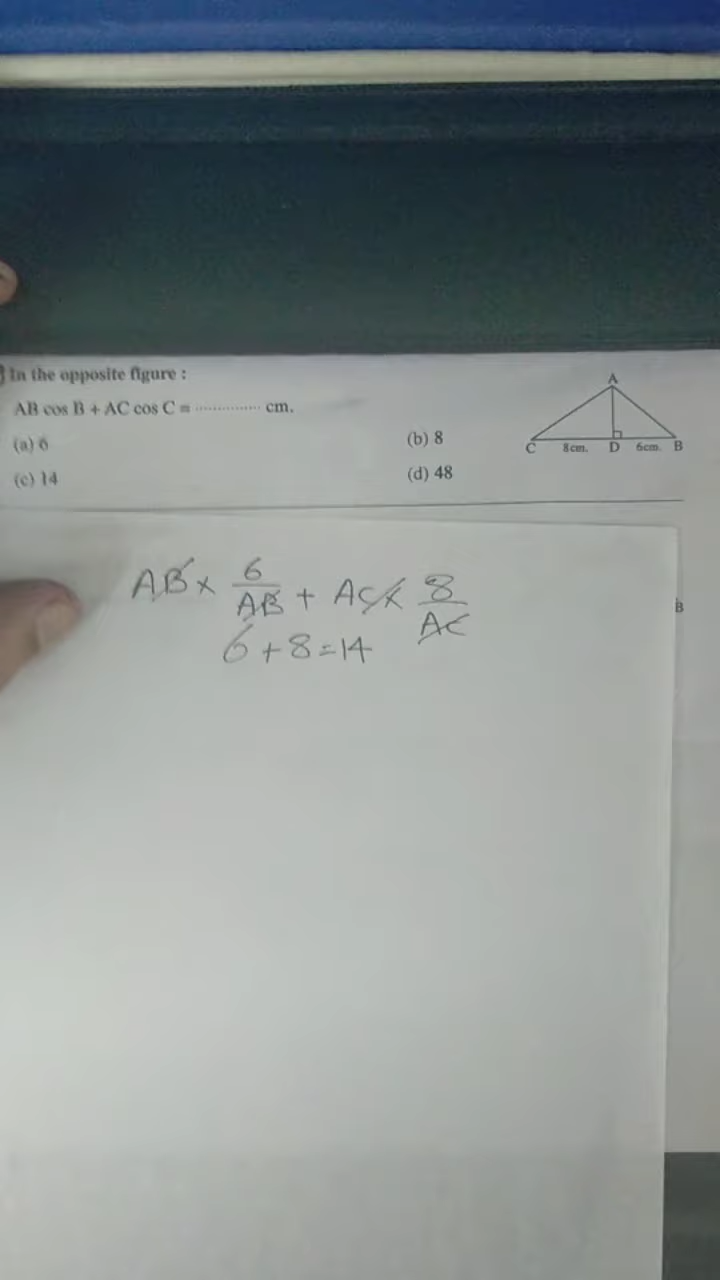 In the opposite figure :
AB cos B + AC cos C = ·············· cm.
(a) 6
(b) 8
(c) 14
(d) 48
A
C 8cm. D 6cm. B
AB × 6/AB + AC × 8/AC
6 + 8 = 14
B